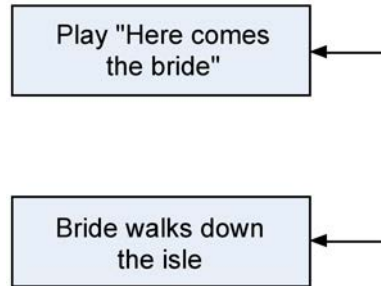 Play "Here comes
the bride"
Bride walks down
the isle